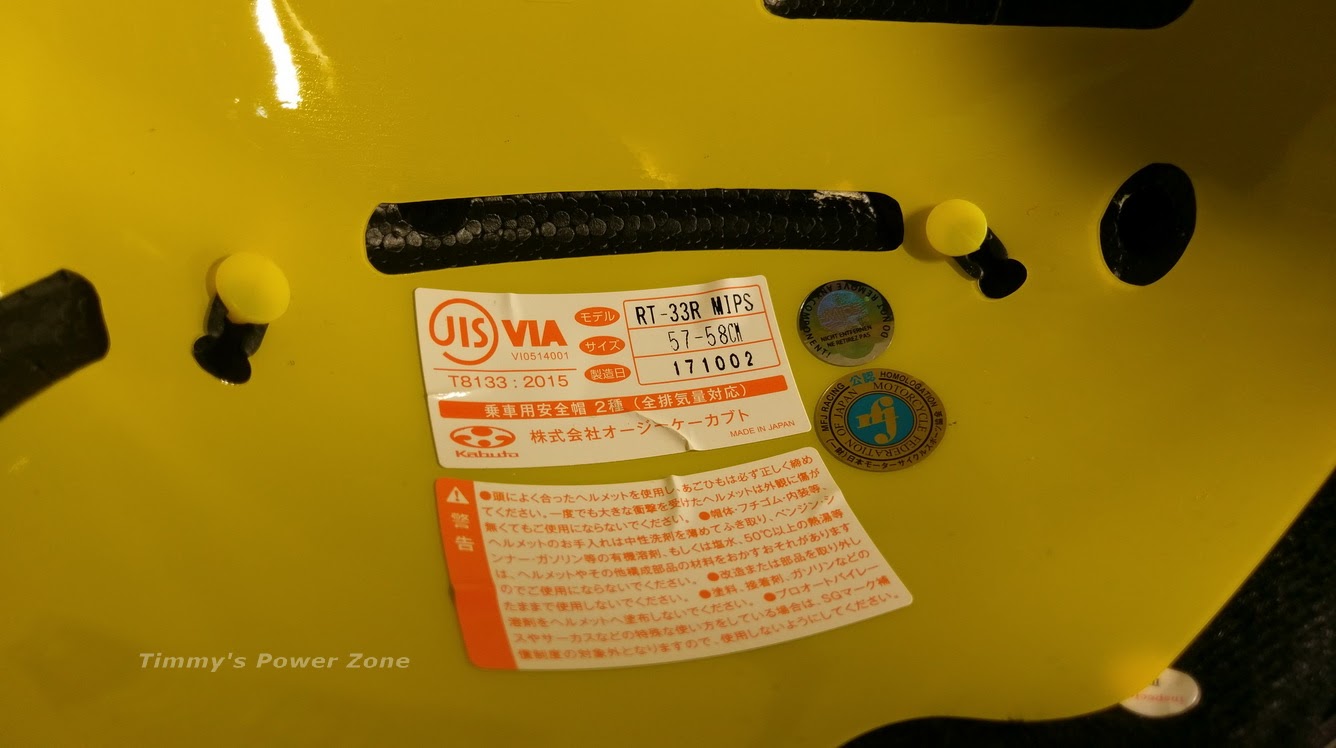 JIS VIA
VI0514001
T8133 : 2015
モデル RT-33R MIPS
サイズ 57-58CM
製造日 171002
乗車用安全帽 2種（全排気量対応）
Kabuto 株式会社オージーケーカブト
MADE IN JAPAN
DO NOT REMOVE
NICHT ENTFERNEN
NE RETIREZ PAS
公認
MFJ RACING HOMOLOGATION
MOTORCYCLE FEDERATION OF JAPAN
mfj
警告
●頭によく合ったヘルメットを使用し、あごひもは必ず正しく締め
てください。一度でも大きな衝撃を受けたヘルメットは外観に傷が
無くてもご使用にならないでください。 ●帽体・フチゴム・内装等
ヘルメットのお手入れは中性洗剤を薄めてふき取り、ベンジン・シ
ンナー・ガソリン等の有機溶剤、もしくは塩水、50℃以上の熱湯等
は、ヘルメットやその他構成部品の材料をおかすおそれがあります
のでご使用にならないでください。 ●改造または部品を取り外し
たままで使用しないでください。 ●塗料、接着剤、ガソリンなどの
溶剤をヘルメットへ塗布しないでください。 ●プロオートバイレー
スやサーカスなどの特殊な使い方をしている場合は、SGマーク補
償制度の対象外となりますので、使用しないようにしてください。
Timmy's Power Zone